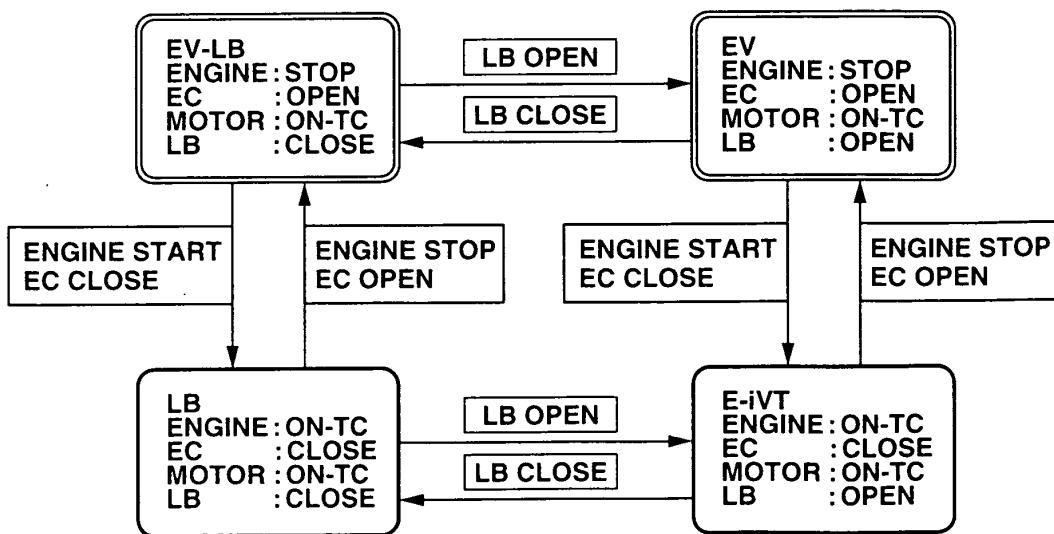 EV-LB
ENGINE : STOP
EC : OPEN
MOTOR : ON-TC
LB : CLOSE
LB OPEN
LB CLOSE
EV
ENGINE : STOP
EC : OPEN
MOTOR : ON-TC
LB : OPEN
ENGINE START
EC CLOSE
ENGINE STOP
EC OPEN
ENGINE START
EC CLOSE
ENGINE STOP
EC OPEN
LB
ENGINE : ON-TC
EC : CLOSE
MOTOR : ON-TC
LB : CLOSE
LB OPEN
LB CLOSE
E-iVT
ENGINE : ON-TC
EC : CLOSE
MOTOR : ON-TC
LB : OPEN